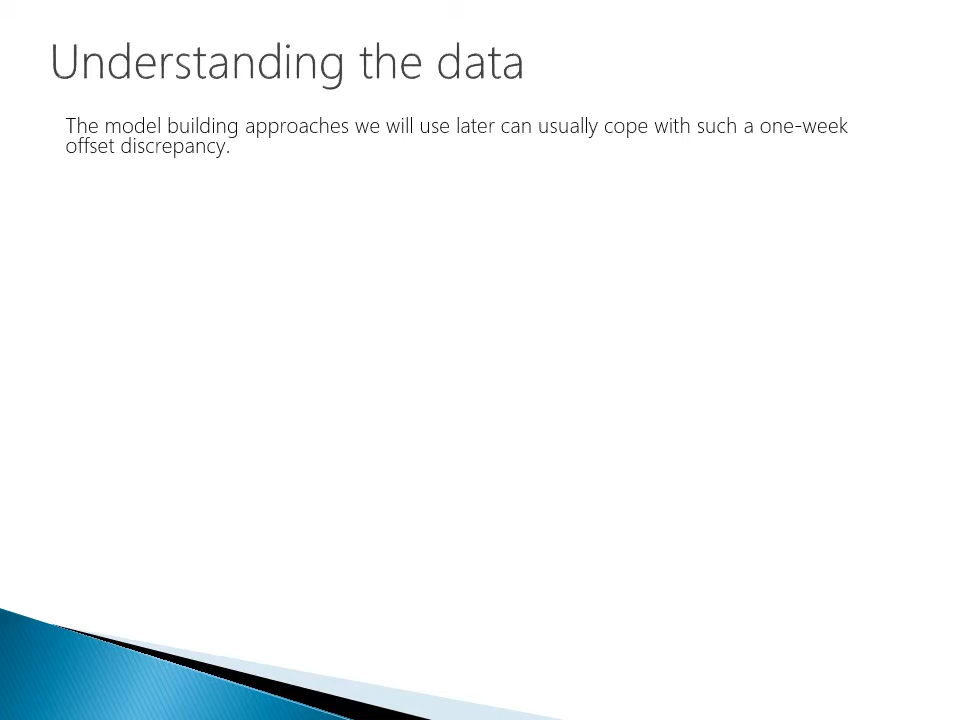 Understanding the data
The model building approaches we will use later can usually cope with such a one-week
offset discrepancy.